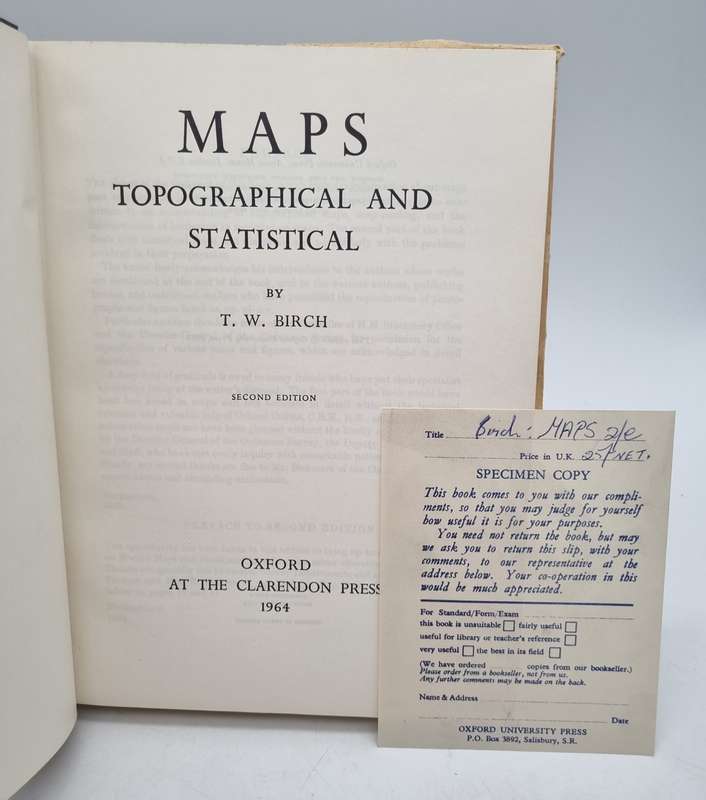 MAPS
TOPOGRAPHICAL AND
STATISTICAL
BY
T. W. BIRCH
SECOND EDITION
OXFORD
AT THE CLARENDON PRESS
1964
Title Birch: MAPS 2/e
Price in U.K. 25/- NET.
SPECIMEN COPY
This book comes to you with our compli-
ments, so that you may judge for yourself
how useful it is for your purposes.
You need not return the book, but may
we ask you to return this slip, with your
comments, to our representative at the
address below. Your co-operation in this
would be much appreciated.
For Standard/Form/Exam
this book is unsuitable fairly useful
useful for library or teacher's reference
very useful the best in its field
(We have ordered copies from our bookseller.)
Please order from a bookseller, not from us.
Any further comments may be made on the back.
Name & Address
Date
OXFORD UNIVERSITY PRESS
P.O. Box 3892, Salisbury, S.R.